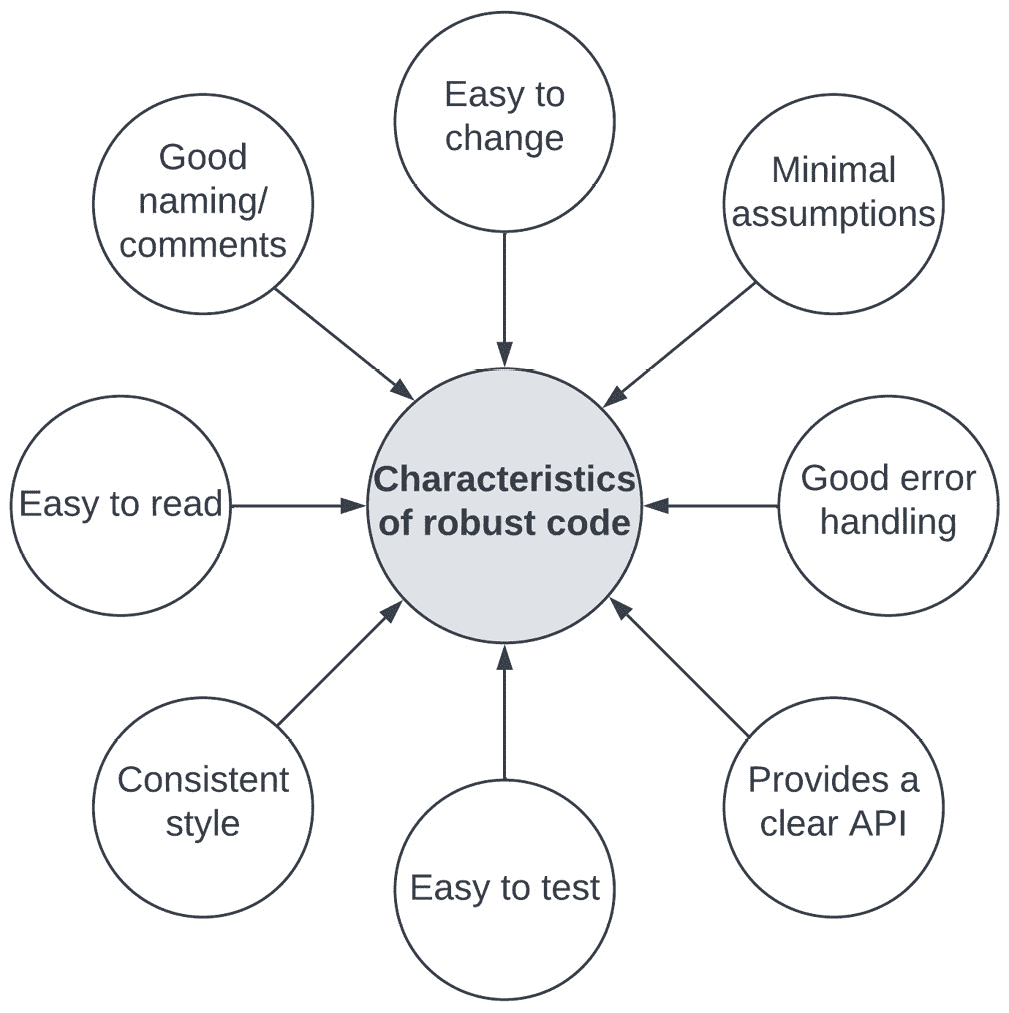 Easy to
change
Good
naming/
comments
Minimal
assumptions
Easy to read
Characteristics
of robust code
Good error
handling
Consistent
style
Provides a
clear API
Easy to test